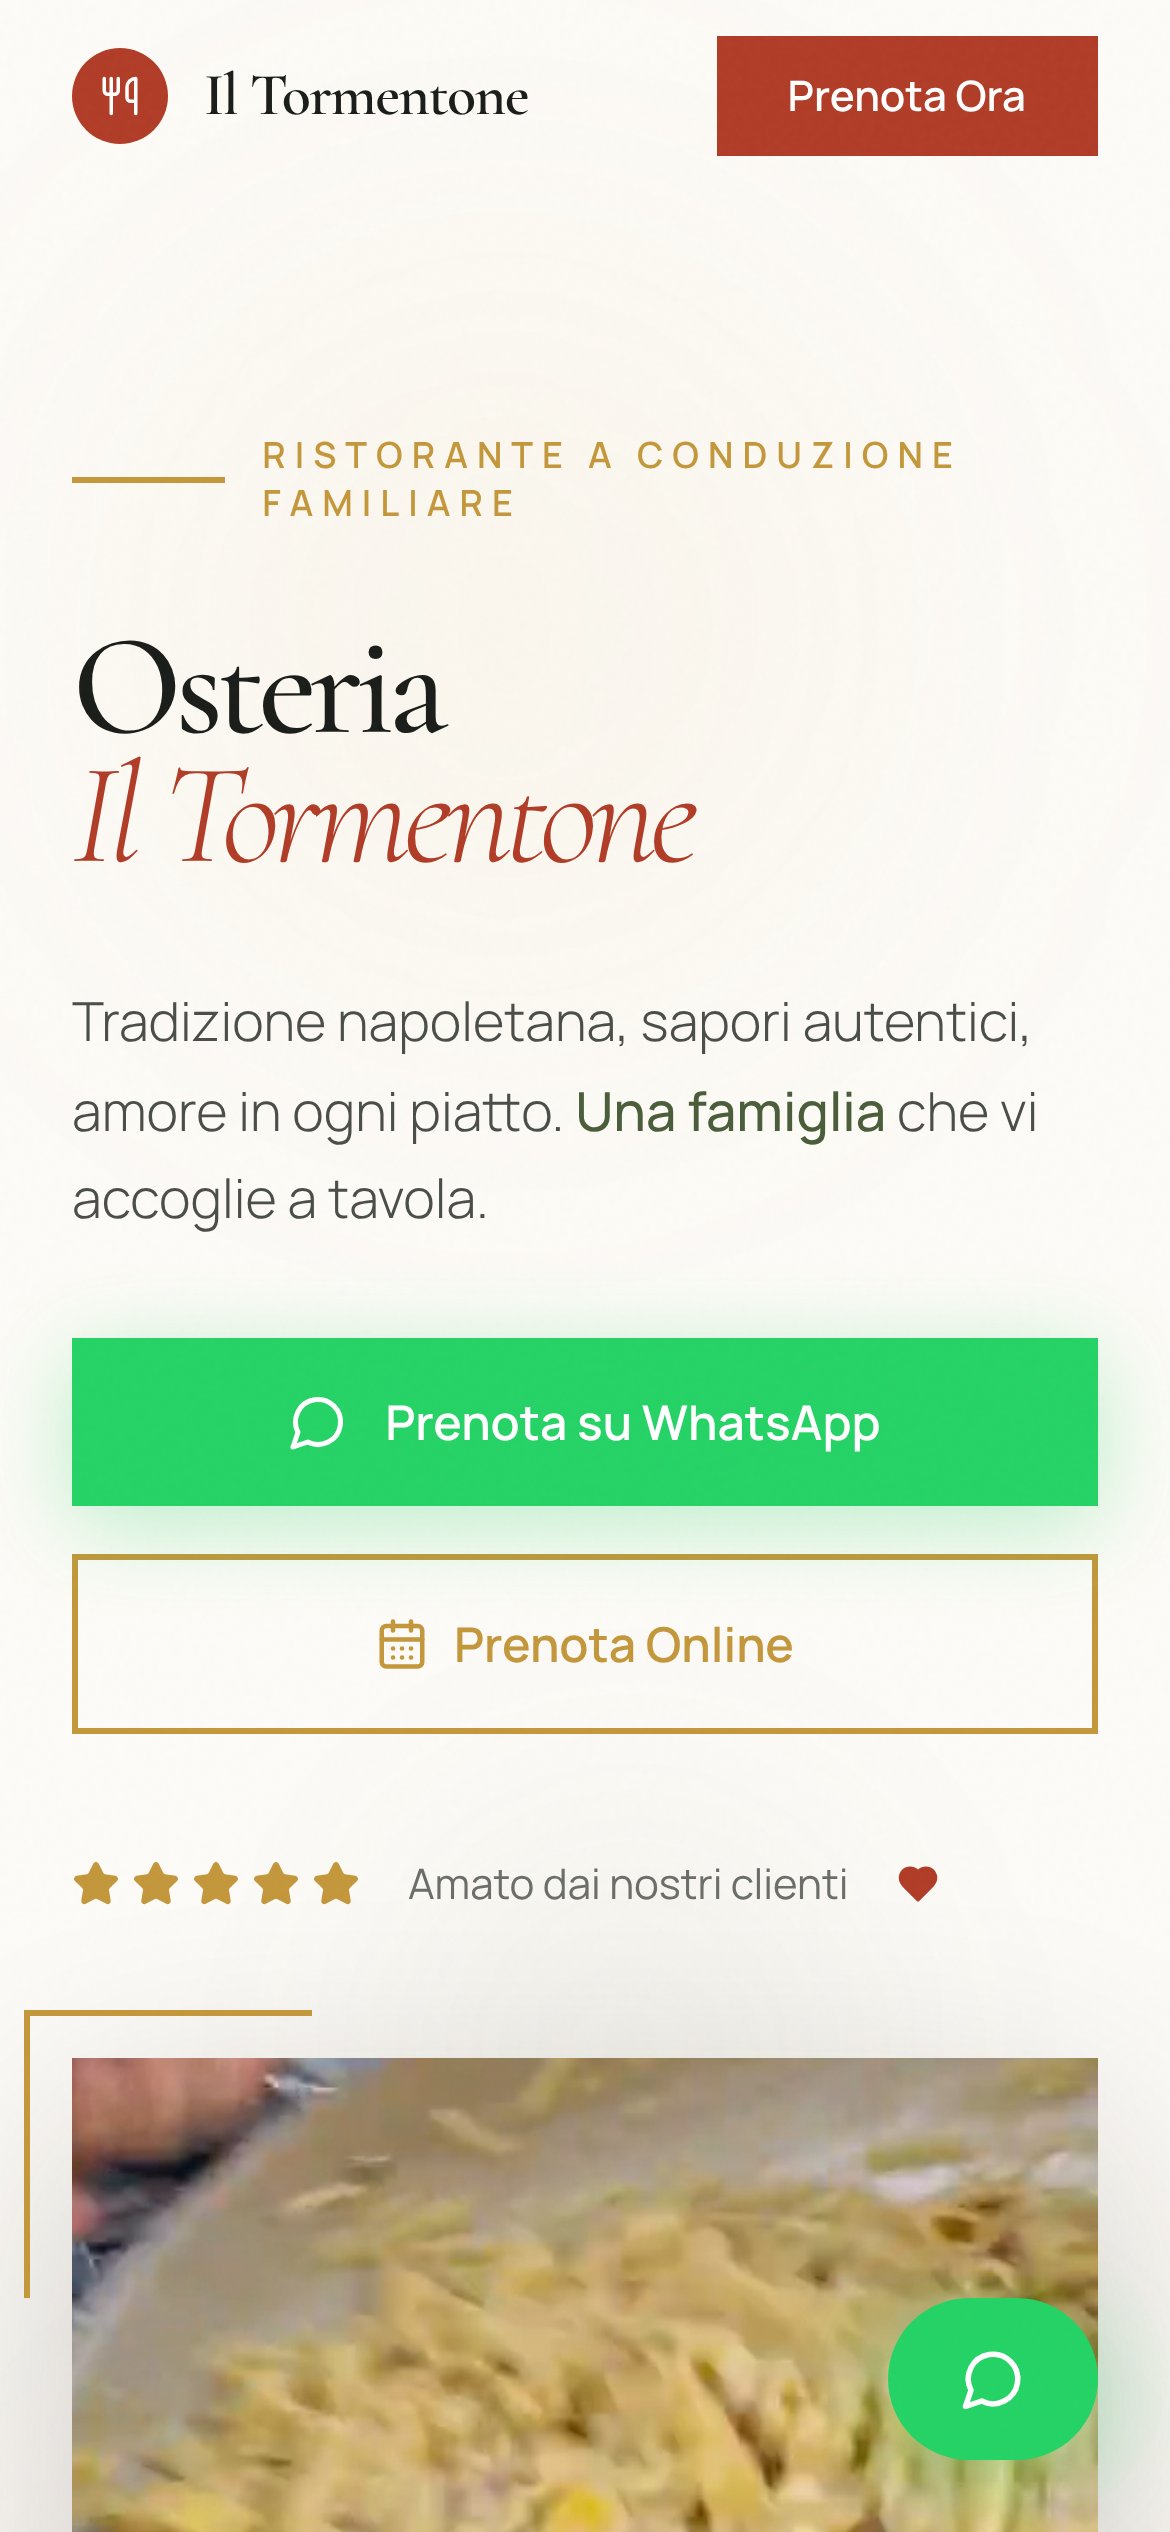 Il Tormentone
Prenota Ora
RISTORANTE A CONDUZIONE
FAMILIARE
Osteria
Il Tormentone
Tradizione napoletana, sapori autentici,
amore in ogni piatto. Una famiglia che vi
accoglie a tavola.
Prenota su WhatsApp
Prenota Online
Amato dai nostri clienti